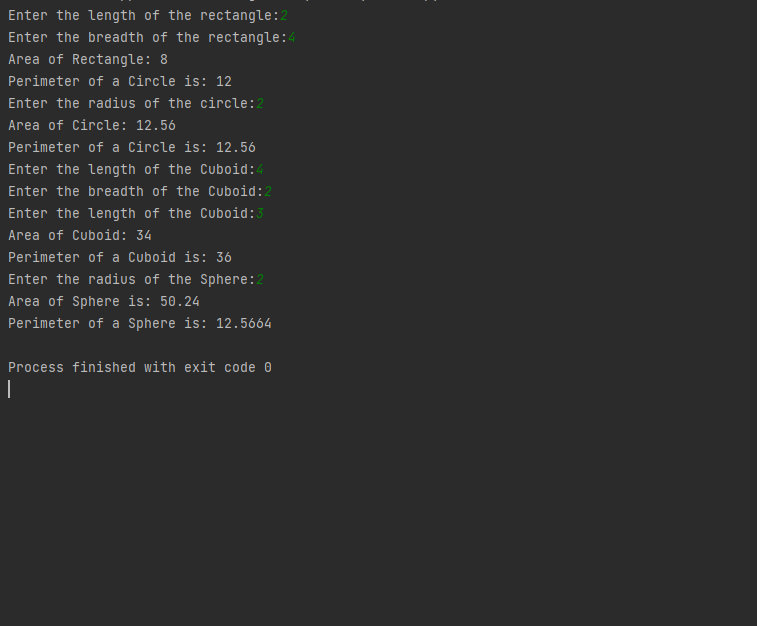 Enter the length of the rectangle:2
Enter the breadth of the rectangle:4
Area of Rectangle: 8
Perimeter of a Circle is: 12
Enter the radius of the circle:2
Area of Circle: 12.56
Perimeter of a Circle is: 12.56
Enter the length of the Cuboid:4
Enter the breadth of the Cuboid:2
Enter the length of the Cuboid:3
Area of Cuboid: 34
Perimeter of a Cuboid is: 36
Enter the radius of the Sphere:2
Area of Sphere is: 50.24
Perimeter of a Sphere is: 12.5664
Process finished with exit code 0